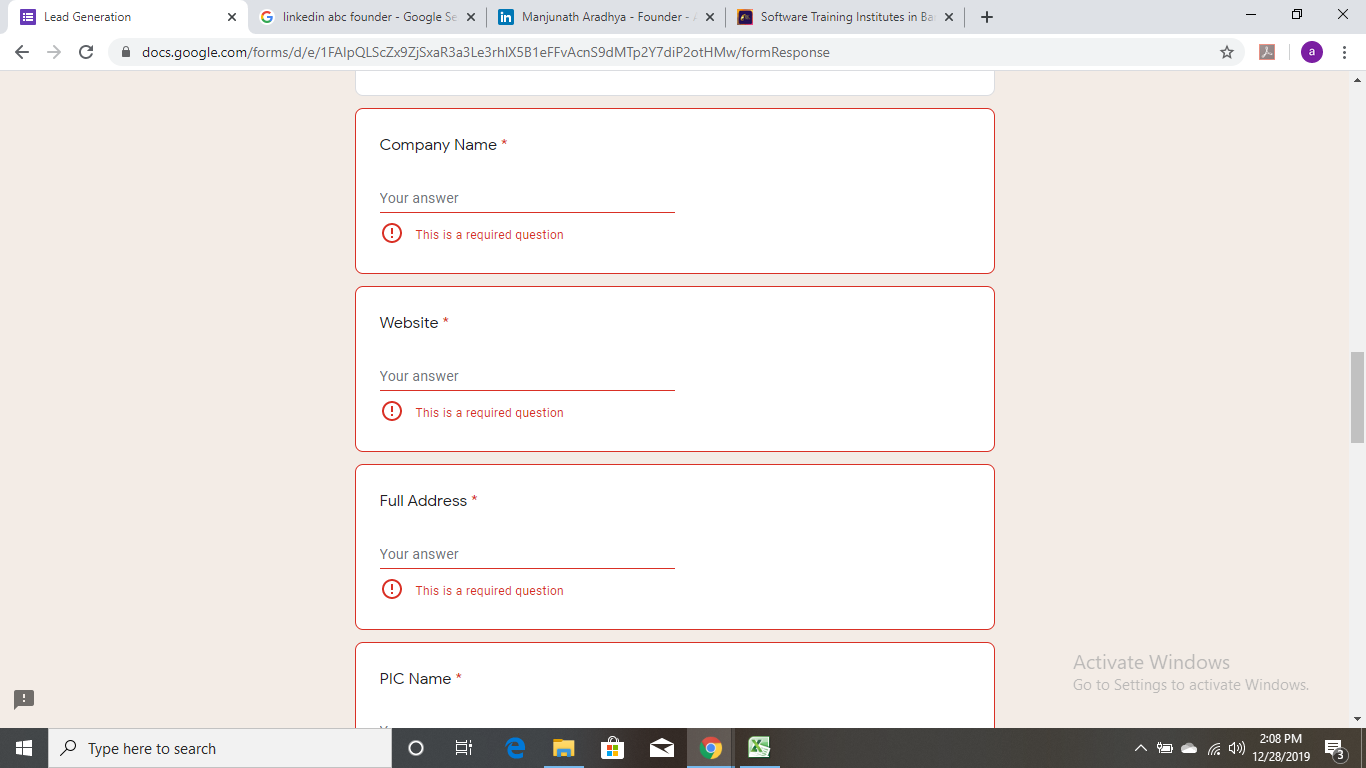 Lead Generation
linkedin abc founder - Google Se
Manjunath Aradhya - Founder -
Software Training Institutes in Ba
docs.google.com/forms/d/e/1FAIpQLScZx9ZjSxaR3a3Le3rhIX5B1eFFvAcnS9dMTp2Y7diP2otHMw/formResponse
a
Company Name *
Your answer
This is a required question
Website *
Your answer
This is a required question
Full Address *
Your answer
This is a required question
PIC Name *
Activate Windows
Go to Settings to activate Windows.
Type here to search
2:08 PM
12/28/2019
3